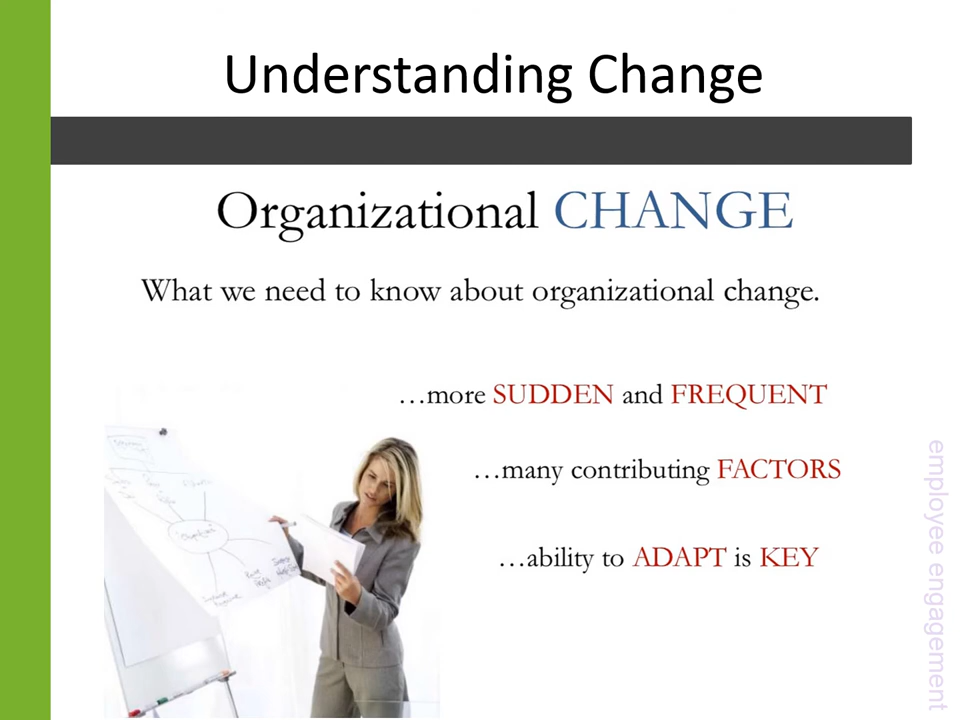 Understanding Change
Organizational CHANGE
What we need to know about organizational change.
…more SUDDEN and FREQUENT
…many contributing FACTORS
…ability to ADAPT is KEY
employee engagement